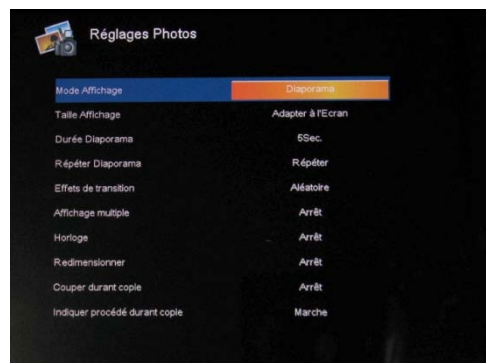 Réglages Photos
Mode Affichage Diaporama
Taille Affichage Adapter à l'Ecran
Durée Diaporama 5Sec.
Répéter Diaporama Répéter
Effets de transition Aléatoire
Affichage multiple Arrêt
Horloge Arrêt
Redimensionner Arrêt
Couper durant copie Arrêt
Indiquer procédé durant copie Marche